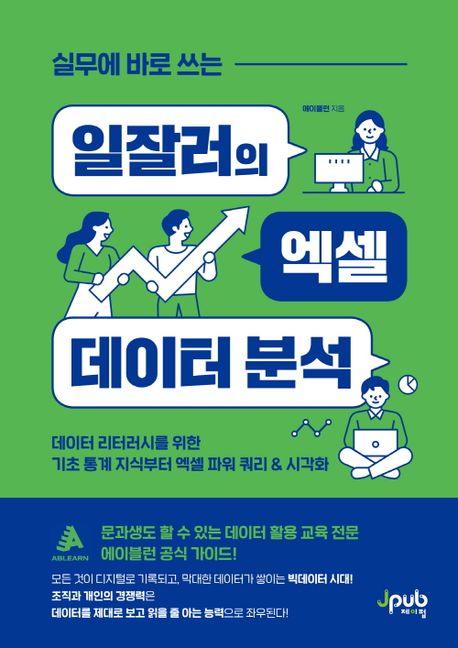 실무에 바로 쓰는
에이블런 지음
일잘러의
엑셀
데이터 분석
데이터 리터러시를 위한
기초 통계 지식부터 엑셀 파워 쿼리 & 시각화
ABLEARN
문과생도 할 수 있는 데이터 활용 교육 전문
에이블런 공식 가이드!
모든 것이 디지털로 기록되고, 막대한 데이터가 쌓이는 빅데이터 시대!
조직과 개인의 경쟁력은
데이터를 제대로 보고 읽을 줄 아는 능력으로 좌우된다!
Jpub
제이펍